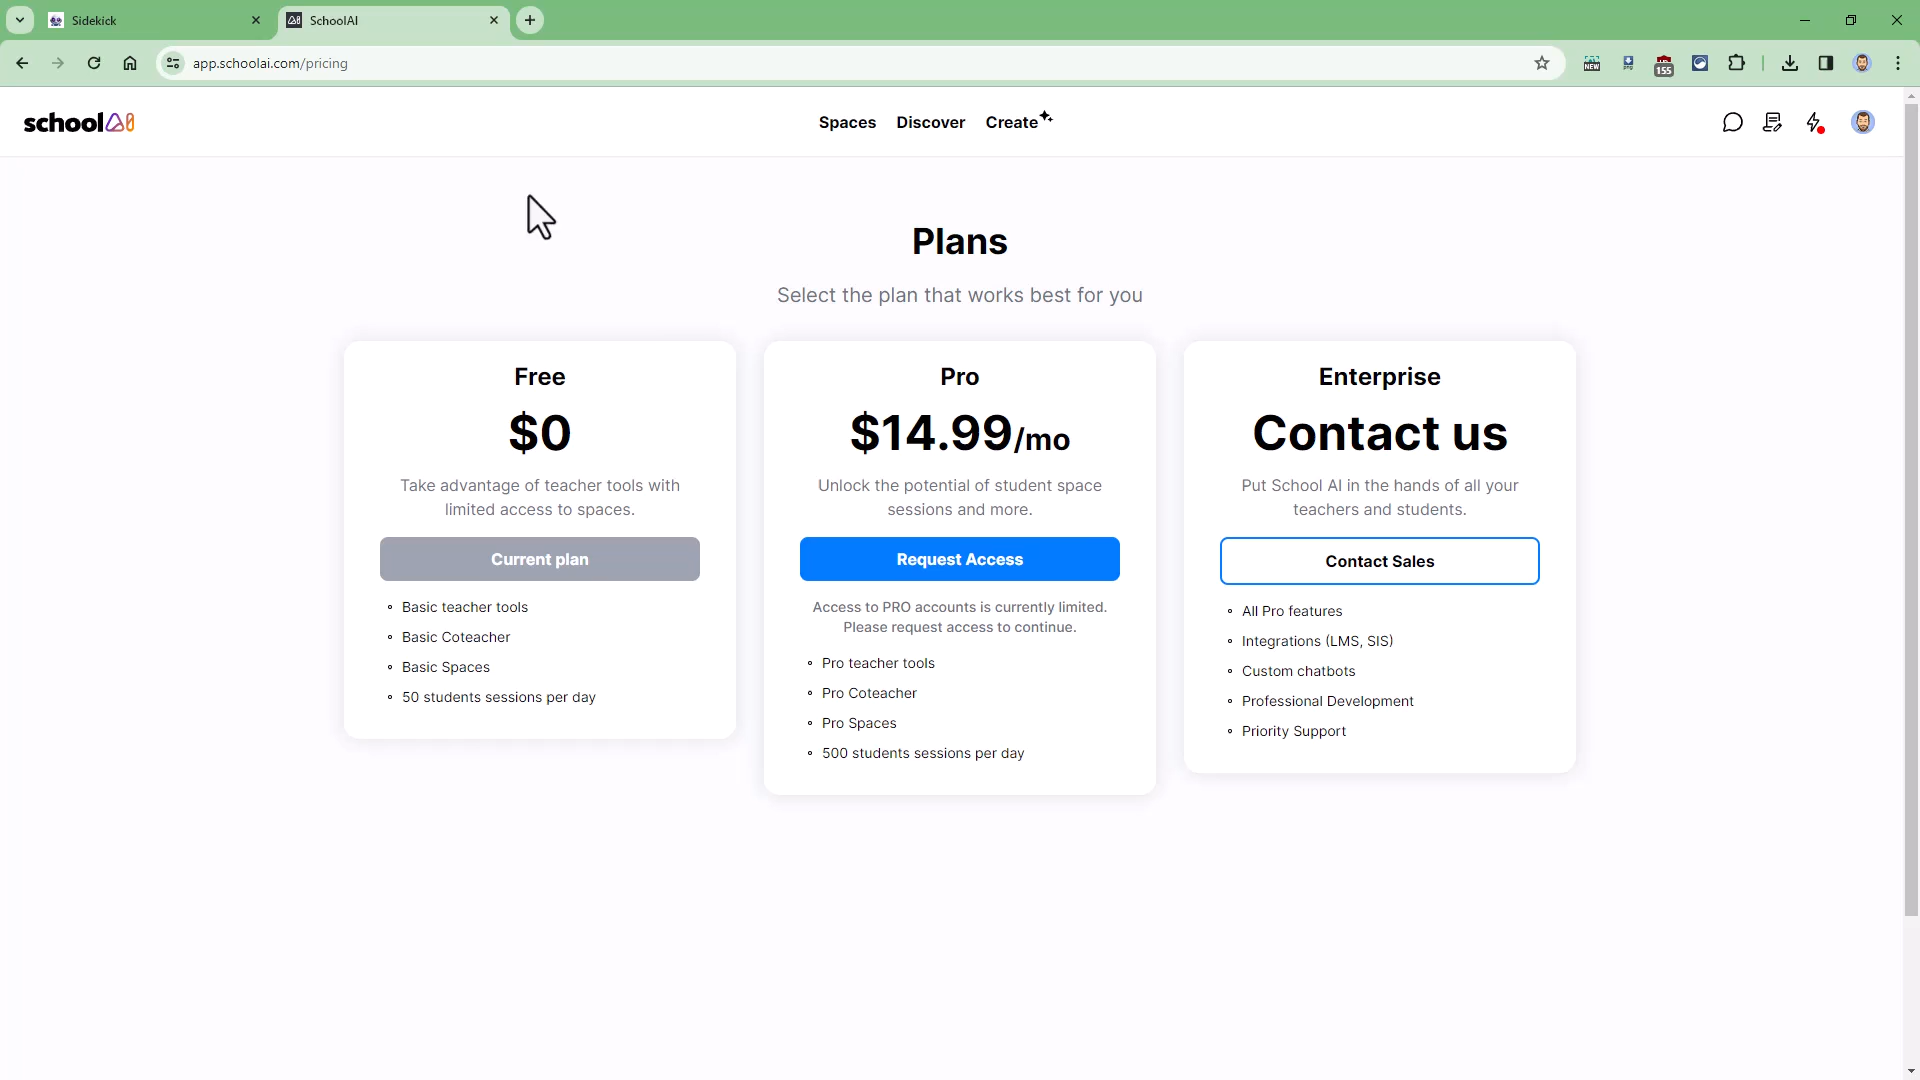 Sidekick
SchoolAI
app.schoolai.com/pricing
NEW
155
schoolAI
Spaces Discover Create
Plans
Select the plan that works best for you
Free
$0
Take advantage of teacher tools with
limited access to spaces.
Current plan
Basic teacher tools
Basic Coteacher
Basic Spaces
50 students sessions per day
Pro
$14.99/mo
Unlock the potential of student space
sessions and more.
Request Access
Access to PRO accounts is currently limited.
Please request access to continue.
Pro teacher tools
Pro Coteacher
Pro Spaces
500 students sessions per day
Enterprise
Contact us
Put School AI in the hands of all your
teachers and students.
Contact Sales
All Pro features
Integrations (LMS, SIS)
Custom chatbots
Professional Development
Priority Support